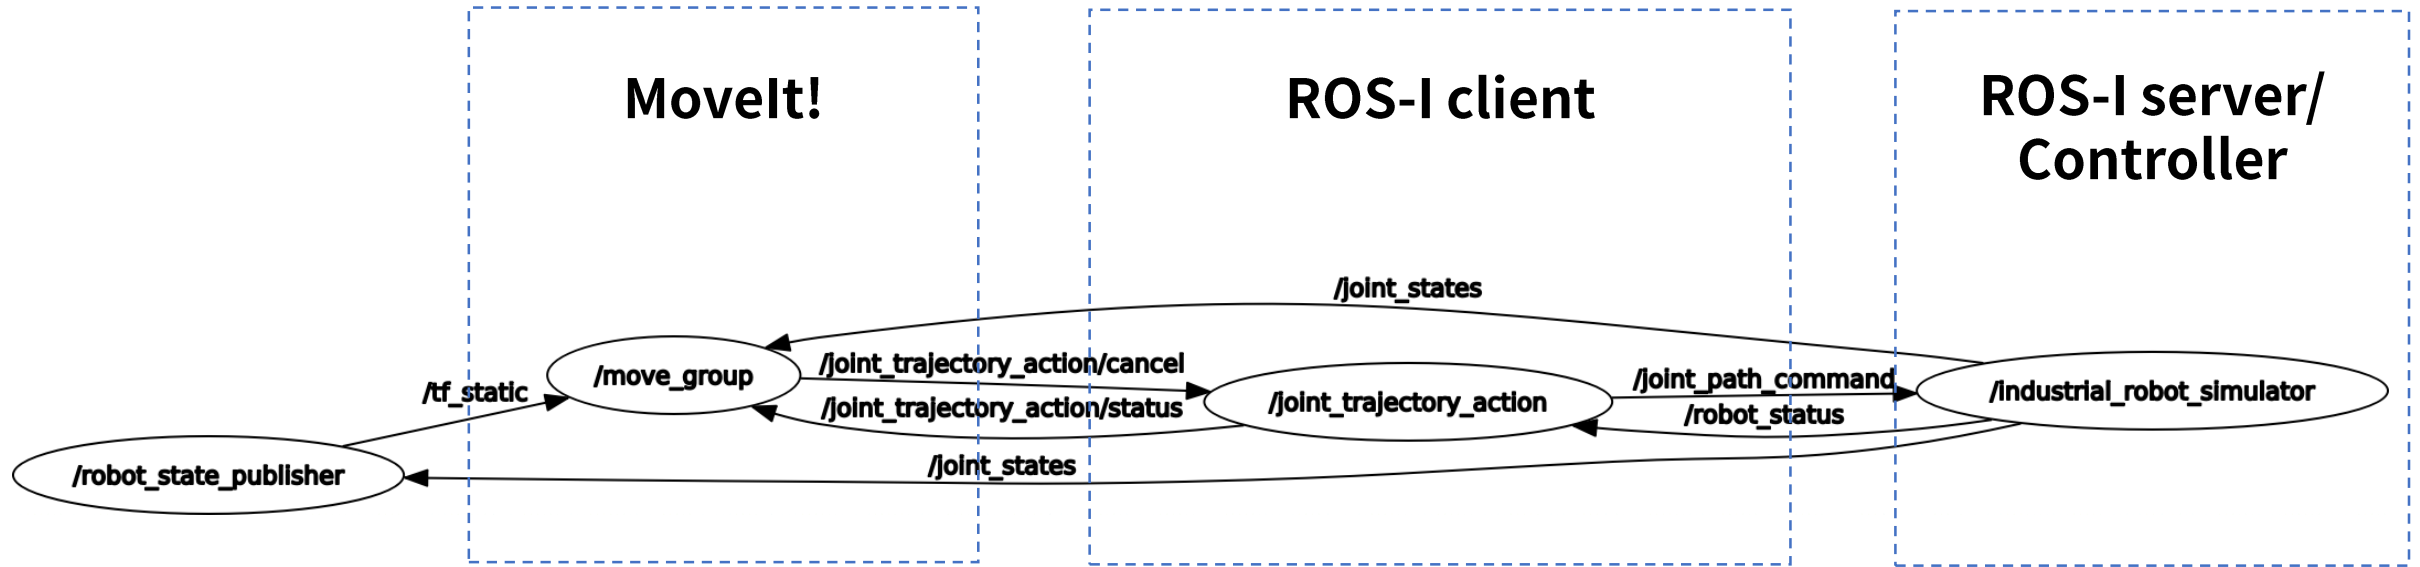 MoveIt!
ROS-I client
ROS-I server/
Controller
/joint_states
/joint_trajectory_action/cancel
/move_group
/tf_static
/joint_path_command
/industrial_robot_simulator
/joint_trajectory_action/status
/joint_trajectory_action
/robot_status
/joint_states
/robot_state_publisher